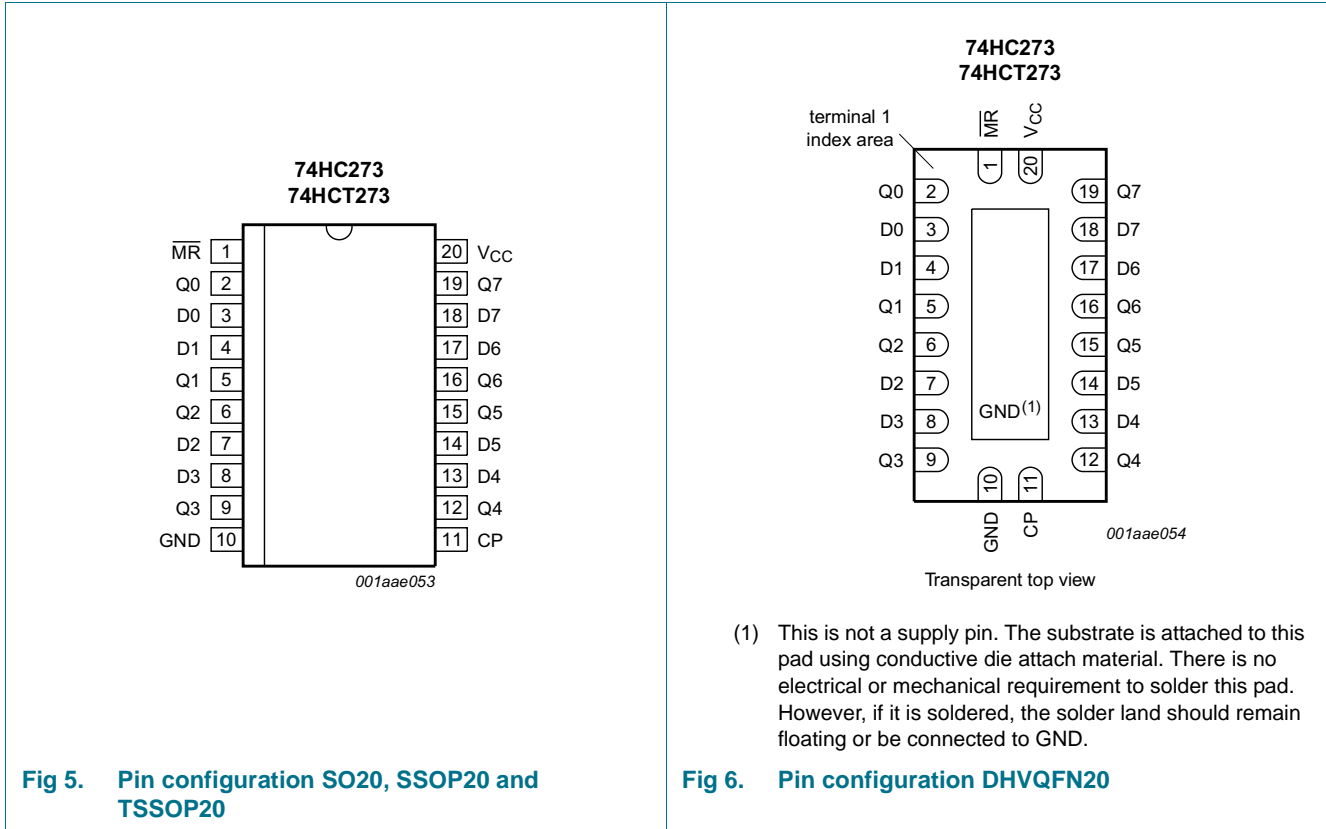 74HC273
74HCT273
MR 1
Q0 2
D0 3
D1 4
Q1 5
Q2 6
D2 7
D3 8
Q3 9
GND 10
20 VCC
19 Q7
18 D7
17 D6
16 Q6
15 Q5
14 D5
13 D4
12 Q4
11 CP
001aae053
Fig 5. Pin configuration SO20, SSOP20 and
TSSOP20
74HC273
74HCT273
terminal 1
index area
MR
VCC
1
20
Q0 2
D0 3
D1 4
Q1 5
Q2 6
D2 7
D3 8
Q3 9
19 Q7
18 D7
17 D6
16 Q6
15 Q5
14 D5
13 D4
12 Q4
GND(1)
10
11
GND
CP
001aae054
Transparent top view
(1) This is not a supply pin. The substrate is attached to this
pad using conductive die attach material. There is no
electrical or mechanical requirement to solder this pad.
However, if it is soldered, the solder land should remain
floating or be connected to GND.
Fig 6. Pin configuration DHVQFN20